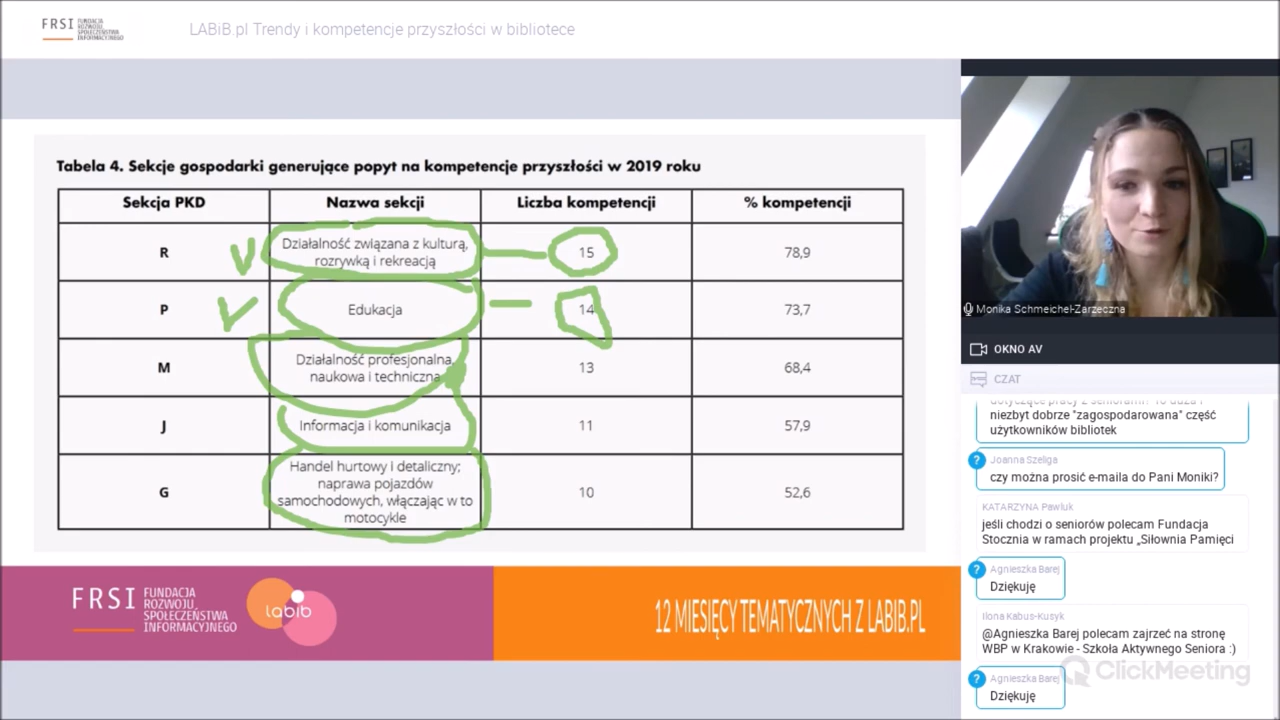 FRSI FUNDACJA
ROZWOJU
SPOŁECZEŃSTWA
INFORMACYJNEGO
LABiB.pl Trendy i kompetencje przyszłości w bibliotece
Tabela 4. Sekcje gospodarki generujące popyt na kompetencje przyszłości w 2019 roku
Sekcja PKD Nazwa sekcji Liczba kompetencji % kompetencji
R Działalność związana z kulturą, 15 78,9
rozrywką i rekreacją
P Edukacja 14 73,7
M Działalność profesjonalna, 13 68,4
naukowa i techniczna
J Informacja i komunikacja 11 57,9
G Handel hurtowy i detaliczny; 10 52,6
naprawa pojazdów
samochodowych, włączając w to
motocykle
FRSI FUNDACJA
ROZWOJU
SPOŁECZEŃSTWA
INFORMACYJNEGO
labib
12 MIESIĘCY TEMATYCZNYCH Z LABIB.PL
Monika Schmeichel-Zarzeczna
OKNO AV
CZAT
dotyczące pracy z seniorami? To duża i
niezbyt dobrze "zagospodarowana" część
użytkowników bibliotek
? Joanna Szeliga
czy można prosić e-maila do Pani Moniki?
KATARZYNA Pawluk
jeśli chodzi o seniorów polecam Fundacja
Stocznia w ramach projektu „Siłownia Pamięci
? Agnieszka Barej
Dziękuję
Ilona Kabus-Kusyk
@Agnieszka Barej polecam zajrzeć na stronę
WBP w Krakowie - Szkoła Aktywnego Seniora :)
ClickMeeting
? Agnieszka Barej
Dziękuję